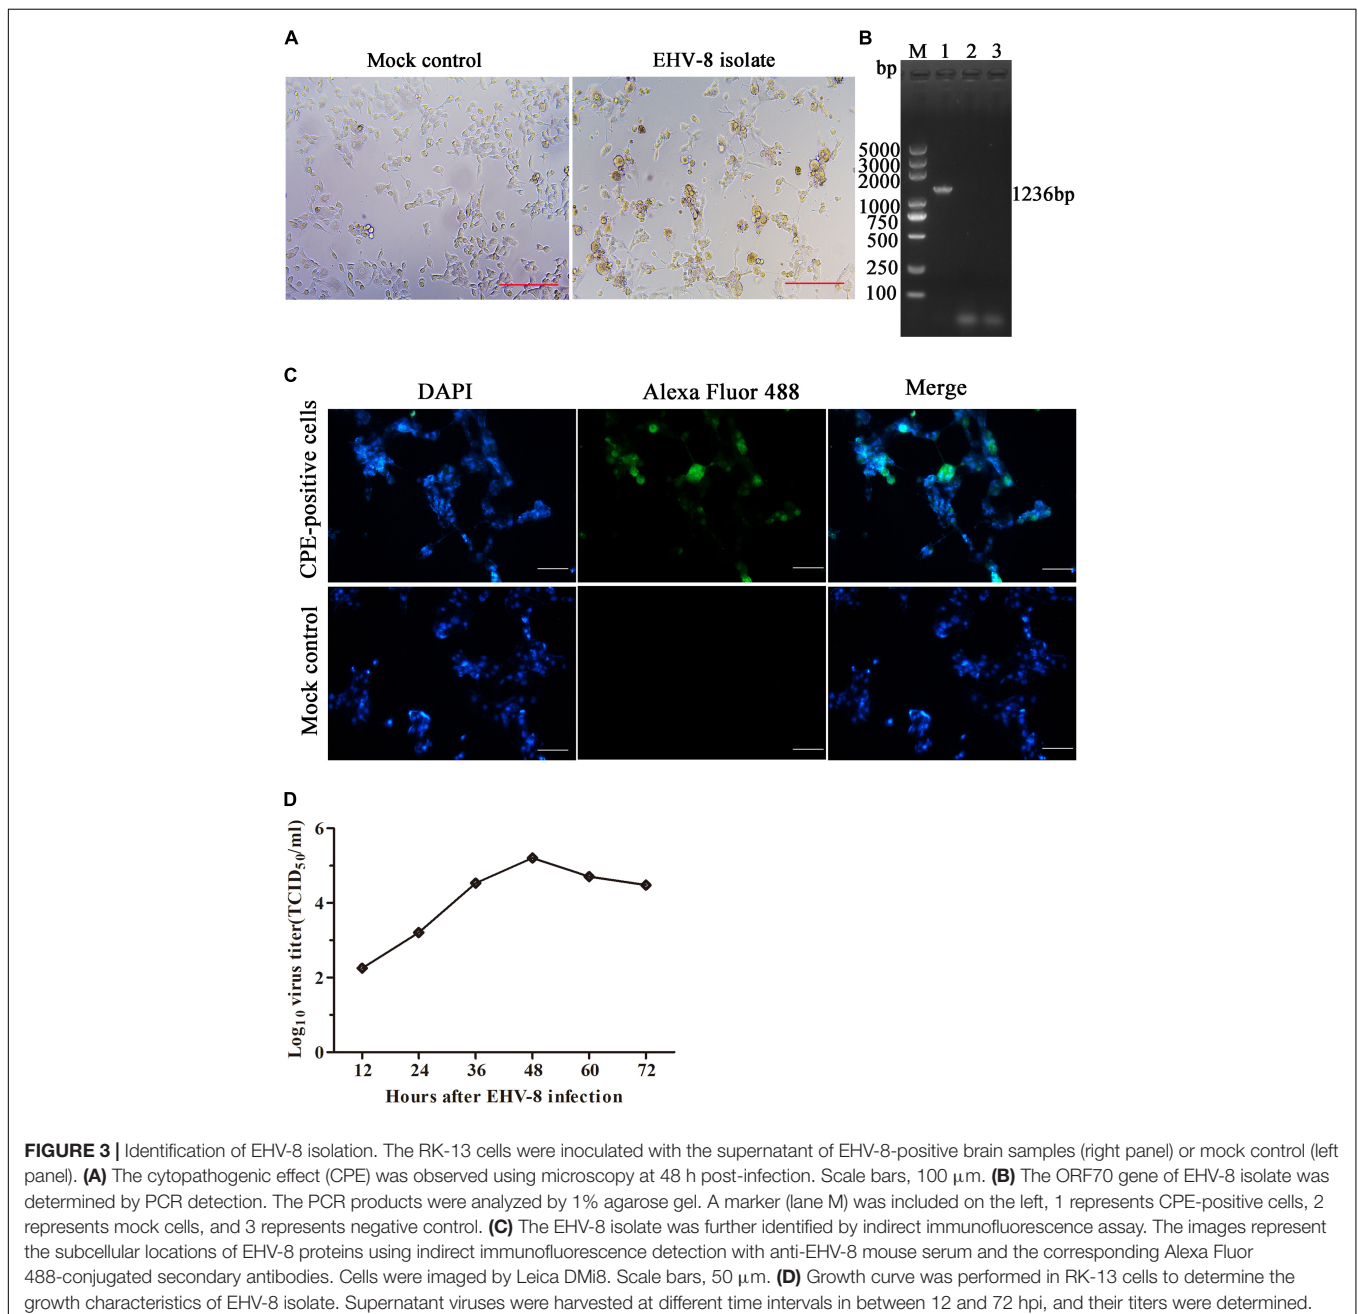 A
Mock control
EHV-8 isolate
B
M 1 2 3
bp
5000
3000
2000
1000
750
500
250
100
1236bp
C
DAPI
Alexa Fluor 488
Merge
CPE-positive cells
Mock control
D
Log10 virus titer(TCID50/ml)
6
4
2
0
12 24 36 48 60 72
Hours after EHV-8 infection
FIGURE 3 | Identification of EHV-8 isolation. The RK-13 cells were inoculated with the supernatant of EHV-8-positive brain samples (right panel) or mock control (left
panel). (A) The cytopathogenic effect (CPE) was observed using microscopy at 48 h post-infection. Scale bars, 100 μm. (B) The ORF70 gene of EHV-8 isolate was
determined by PCR detection. The PCR products were analyzed by 1% agarose gel. A marker (lane M) was included on the left, 1 represents CPE-positive cells, 2
represents mock cells, and 3 represents negative control. (C) The EHV-8 isolate was further identified by indirect immunofluorescence assay. The images represent
the subcellular locations of EHV-8 proteins using indirect immunofluorescence detection with anti-EHV-8 mouse serum and the corresponding Alexa Fluor
488-conjugated secondary antibodies. Cells were imaged by Leica DMi8. Scale bars, 50 μm. (D) Growth curve was performed in RK-13 cells to determine the
growth characteristics of EHV-8 isolate. Supernatant viruses were harvested at different time intervals in between 12 and 72 hpi, and their titers were determined.